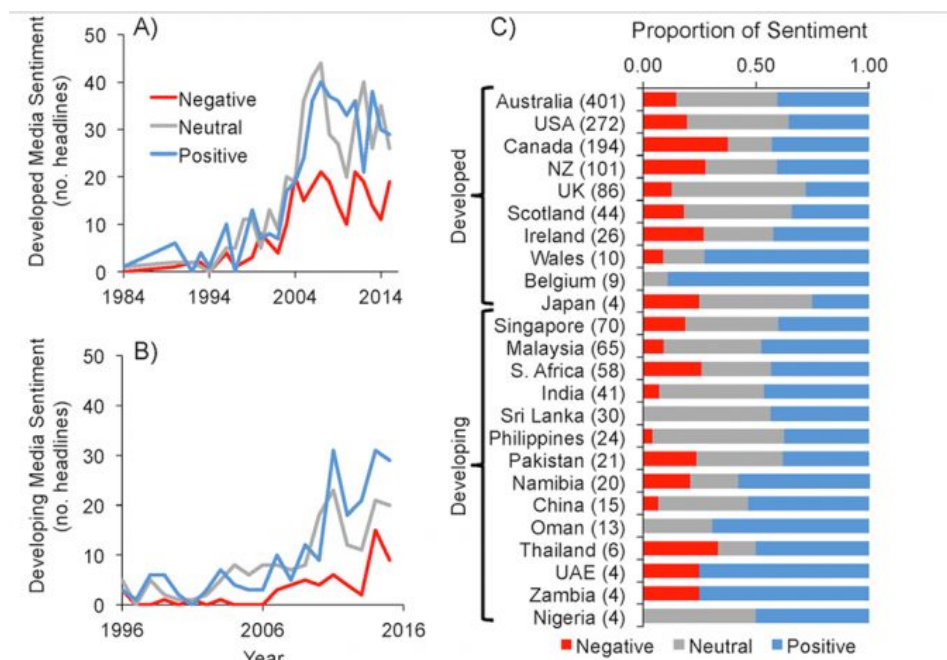 A)
Developed Media Sentiment
(no. headlines)
50
40
30
20
10
0
Negative
Neutral
Positive
1984 1994 2004 2014
B)
Developing Media Sentiment
(no. headlines)
50
40
30
20
10
0
1996 2006 2016
Year
C)
Proportion of Sentiment
0.00 0.50 1.00
Developed
Australia (401)
USA (272)
Canada (194)
NZ (101)
UK (86)
Scotland (44)
Ireland (26)
Wales (10)
Belgium (9)
Japan (4)
Developing
Singapore (70)
Malaysia (65)
S. Africa (58)
India (41)
Sri Lanka (30)
Philippines (24)
Pakistan (21)
Namibia (20)
China (15)
Oman (13)
Thailand (6)
UAE (4)
Zambia (4)
Nigeria (4)
Negative Neutral Positive